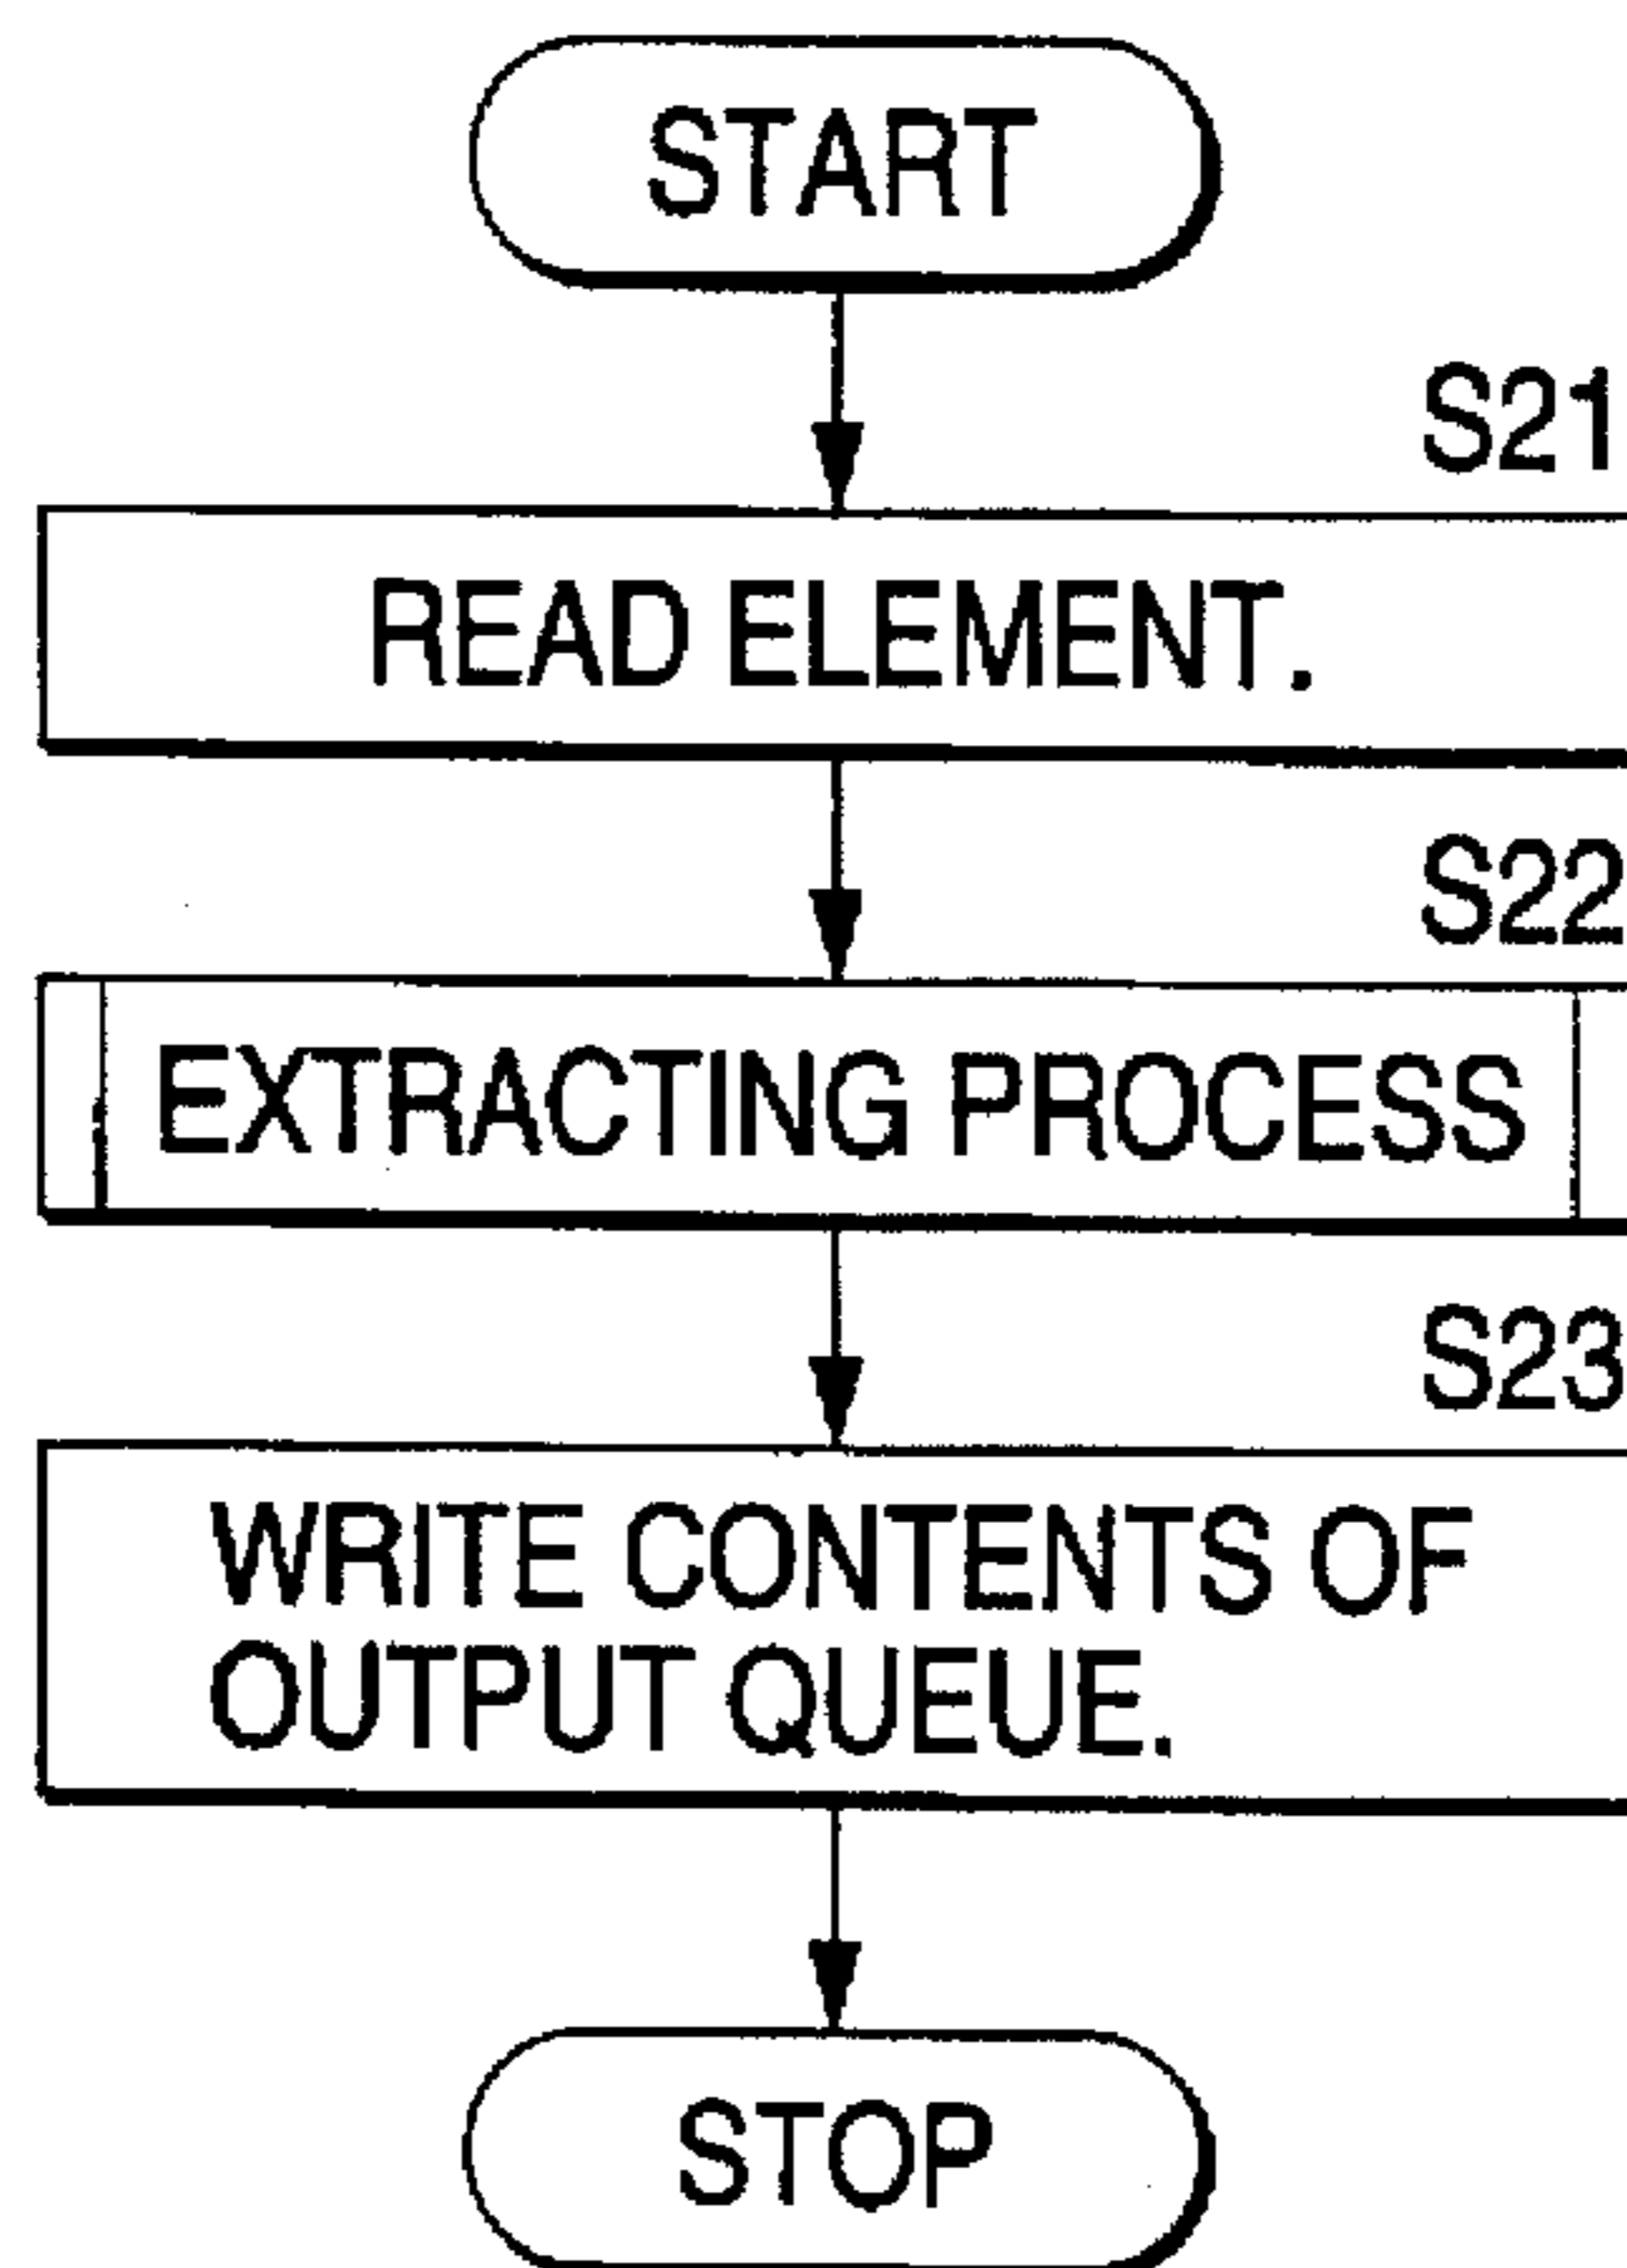 START
S21
READ ELEMENT.
S22
EXTRACTING PROCESS
S23
WRITE CONTENTS OF
OUTPUT QUEUE.
STOP